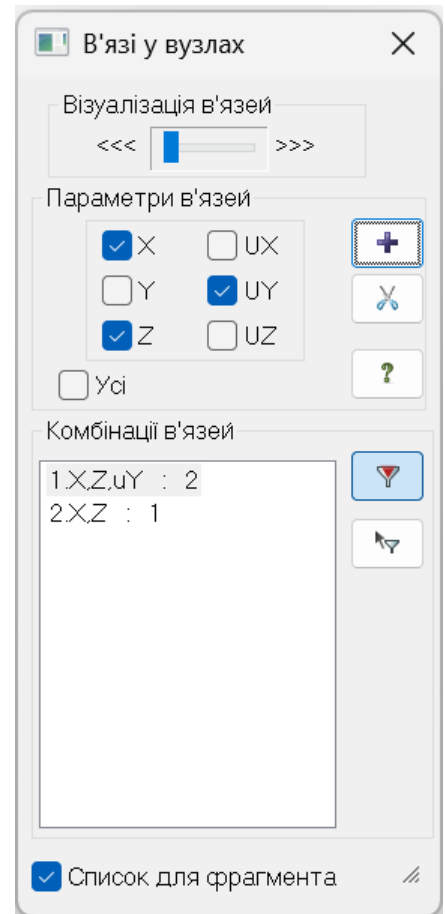 В'язі у вузлах
Візуалізація в'язей
<<< >>>
Параметри в'язей
X UX
Y UY
Z UZ
Усі
Комбінації в'язей
1.X,Z,uY : 2
2.X,Z : 1
Список для фрагмента